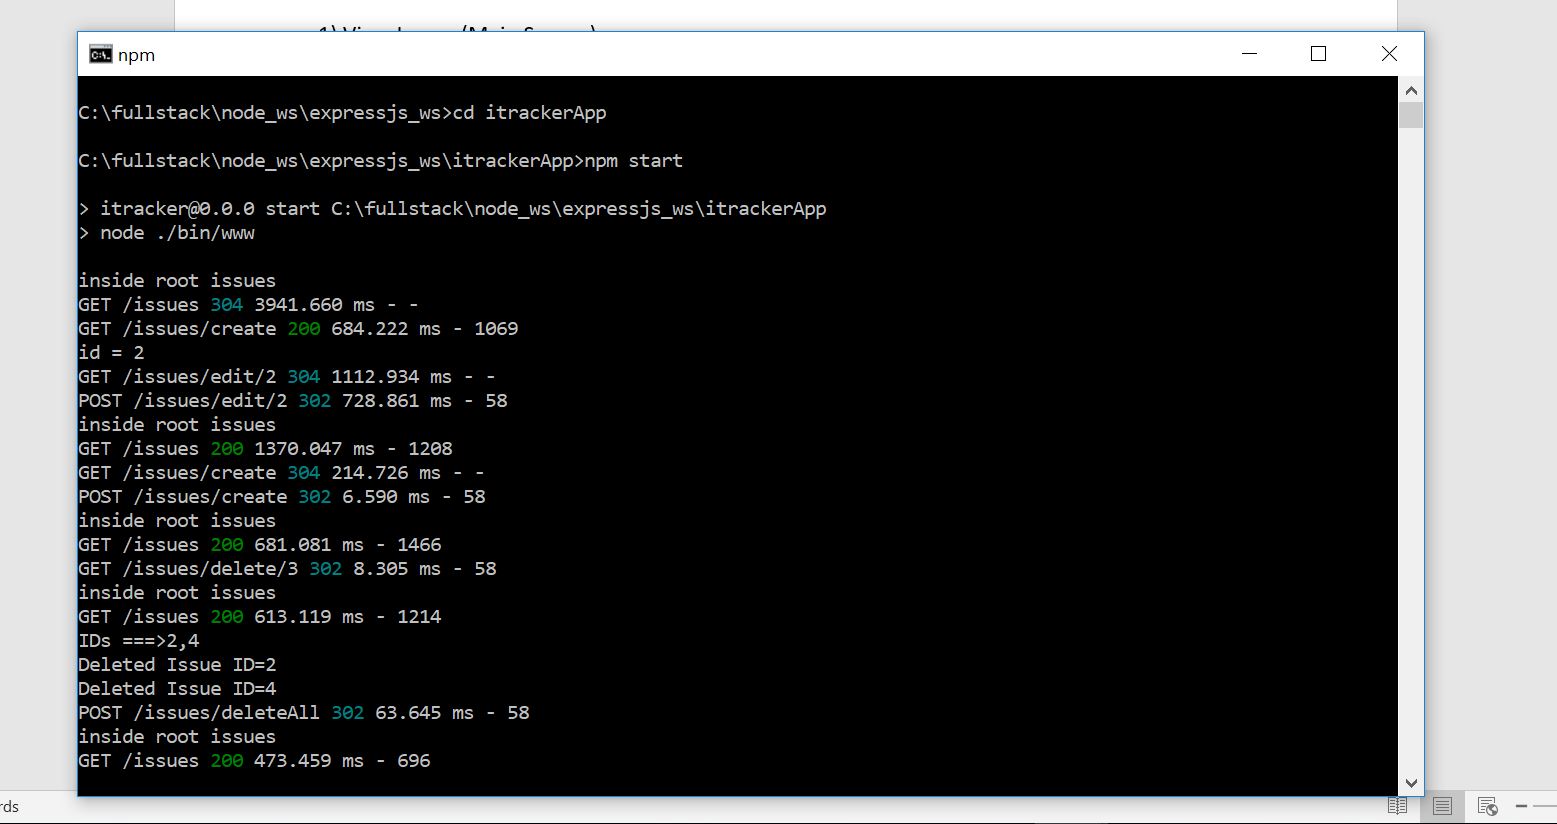 npm
C:\fullstack\node_ws\expressjs_ws>cd itrackerApp
C:\fullstack\node_ws\expressjs_ws\itrackerApp>npm start
> itracker@0.0.0 start C:\fullstack\node_ws\expressjs_ws\itrackerApp
> node ./bin/www
inside root issues
GET /issues 304 3941.660 ms - -
GET /issues/create 200 684.222 ms - 1069
id = 2
GET /issues/edit/2 304 1112.934 ms - -
POST /issues/edit/2 302 728.861 ms - 58
inside root issues
GET /issues 200 1370.047 ms - 1208
GET /issues/create 304 214.726 ms - -
POST /issues/create 302 6.590 ms - 58
inside root issues
GET /issues 200 681.081 ms - 1466
GET /issues/delete/3 302 8.305 ms - 58
inside root issues
GET /issues 200 613.119 ms - 1214
IDs ===>2,4
Deleted Issue ID=2
Deleted Issue ID=4
POST /issues/deleteAll 302 63.645 ms - 58
inside root issues
GET /issues 200 473.459 ms - 696
rds